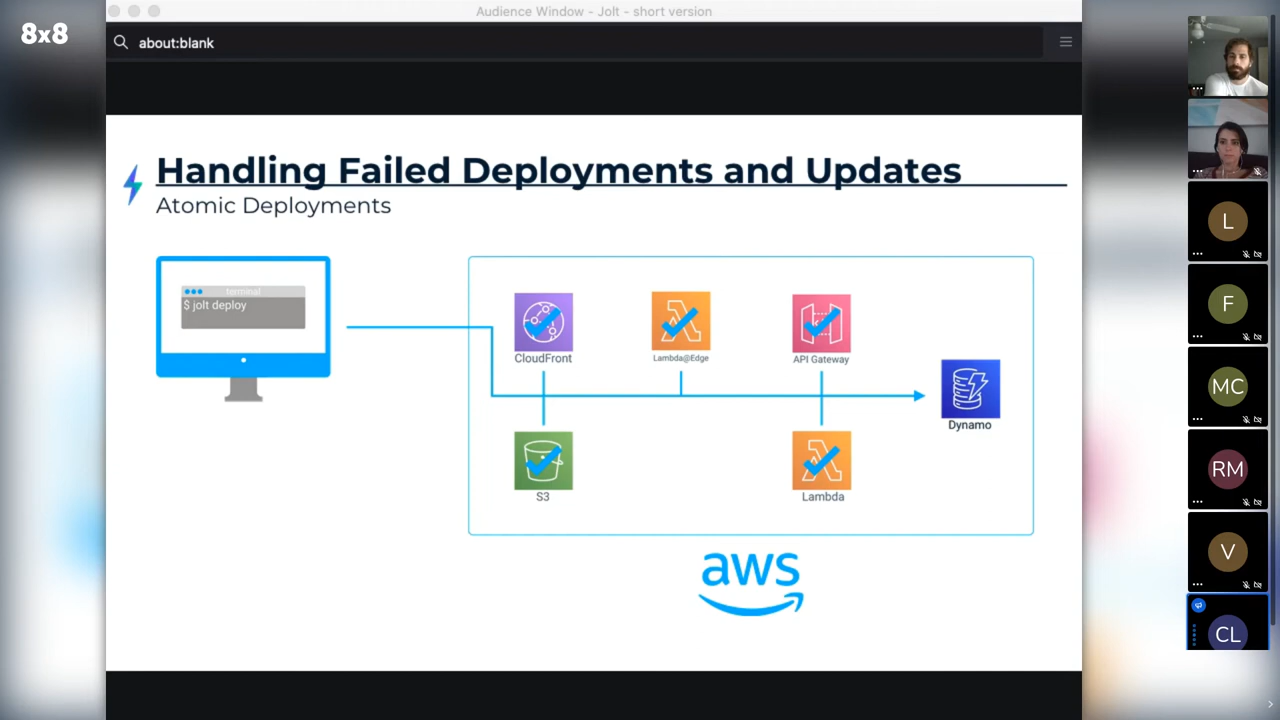 8x8
Audience Window - Jolt - short version
about:blank
Handling Failed Deployments and Updates
Atomic Deployments
terminal
$ jolt deploy
CloudFront
Lambda@Edge
API Gateway
Dynamo
S3
Lambda
aws
L
F
MC
RM
V
CL